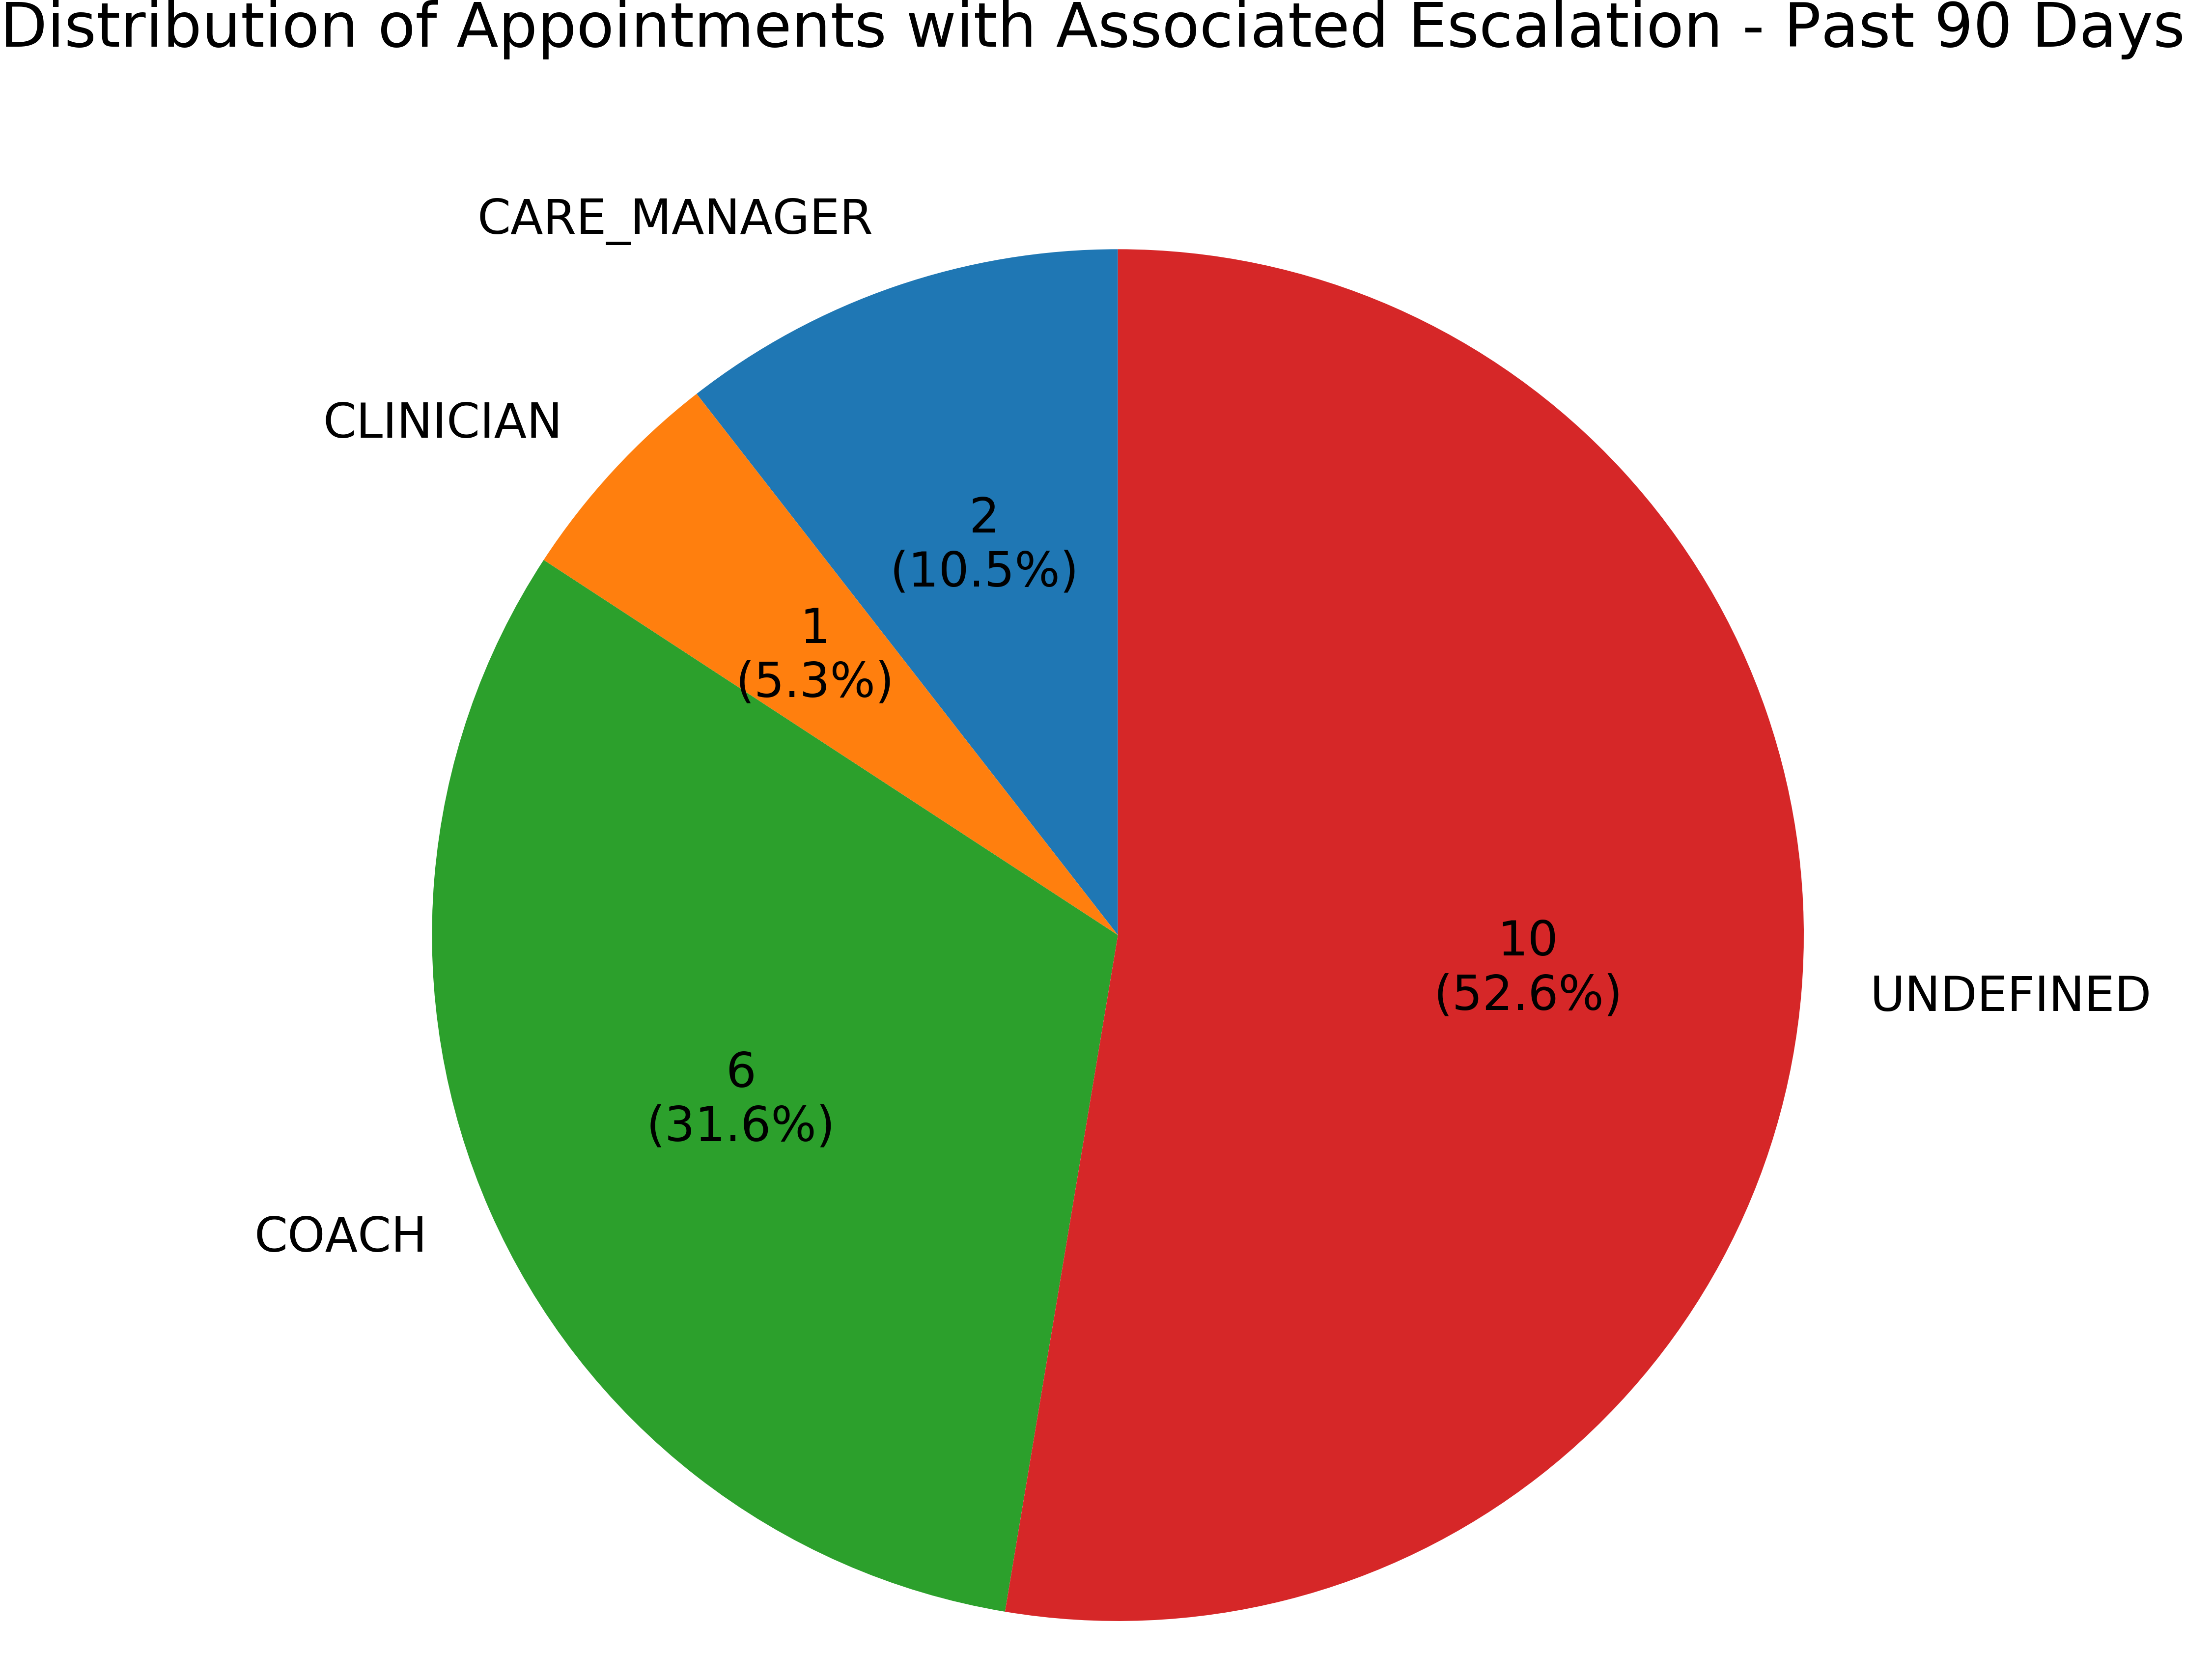 Distribution of Appointments with Associated Escalation - Past 90 Days
CARE_MANAGER
CLINICIAN
2
(10.5%)
1
(5.3%)
10
(52.6%)
UNDEFINED
6
(31.6%)
COACH